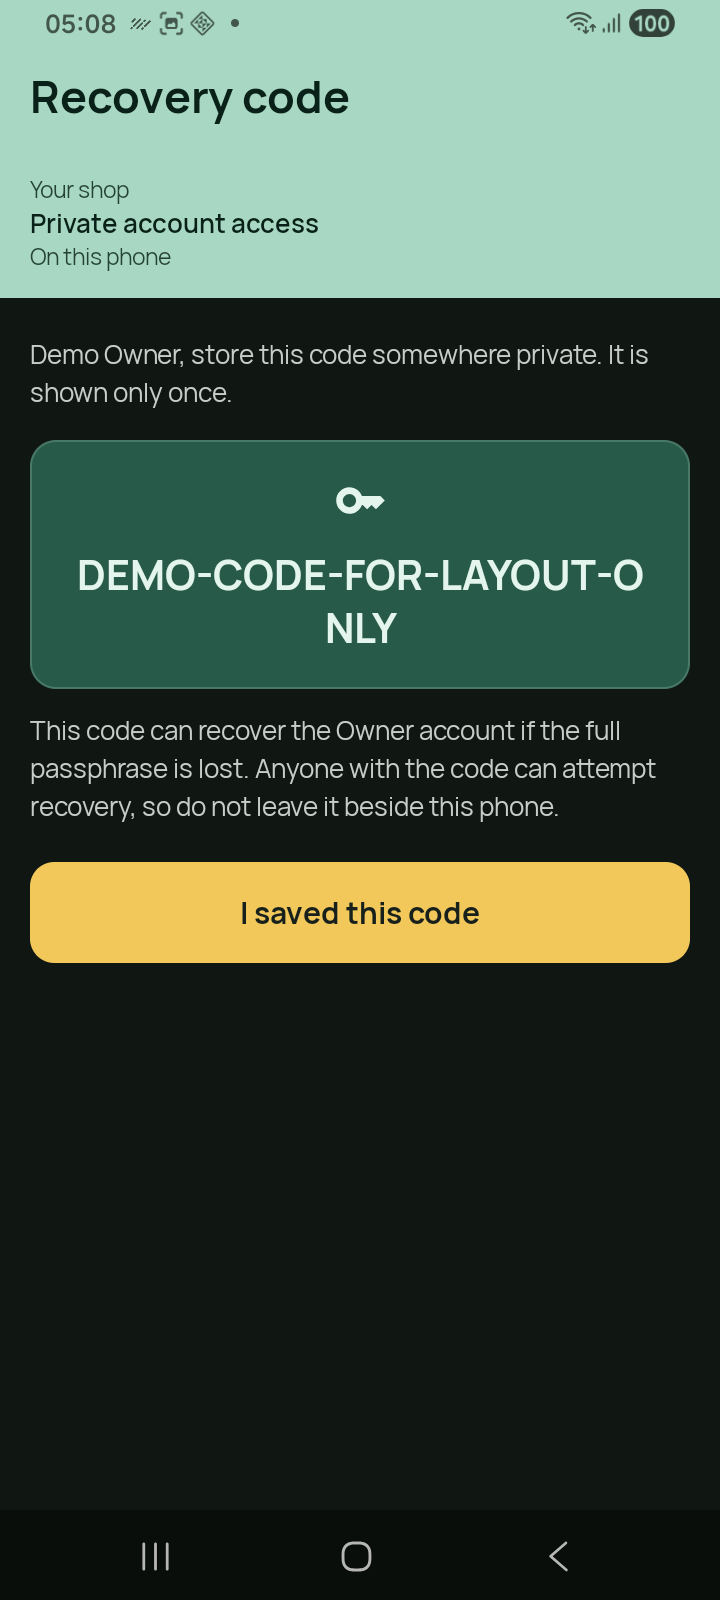 05:08
100
Recovery code
Your shop
Private account access
On this phone
Demo Owner, store this code somewhere private. It is
shown only once.
DEMO-CODE-FOR-LAYOUT-O
NLY
This code can recover the Owner account if the full
passphrase is lost. Anyone with the code can attempt
recovery, so do not leave it beside this phone.
I saved this code